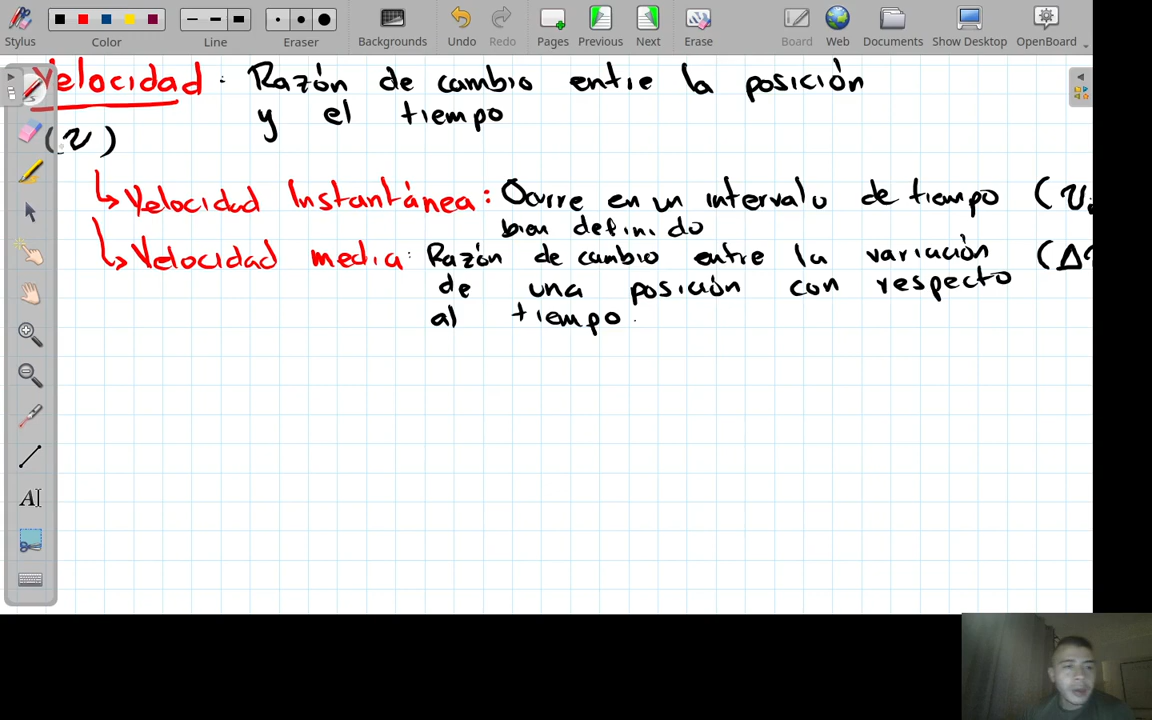 Stylus
Color
Line
Eraser
Backgrounds
Undo
Redo
Pages
Previous
Next
Erase
Board
Web
Documents
Show Desktop
OpenBoard
Velocidad : Razón de cambio entre la posición
y el tiempo
(v)
Velocidad Instantánea: Ocurre en un intervalo de tiempo (v
bien definido
Velocidad media: Razón de cambio entre la variación (Δ
de una posición con respecto
al tiempo.